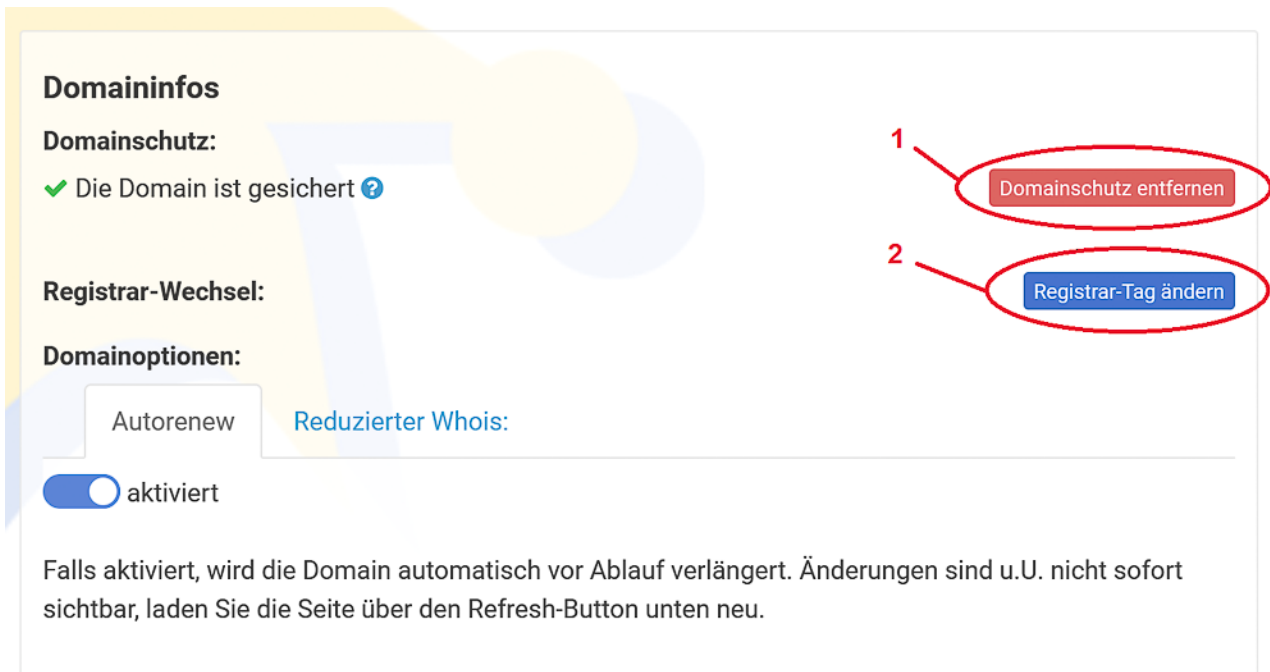 Domaininfos
Domainschutz:
1
✔ Die Domain ist gesichert ?
Domainschutz entfernen
2
Registrar-Wechsel:
Registrar-Tag ändern
Domainoptionen:
Autorenew
Reduzierter Whois:
aktiviert
Falls aktiviert, wird die Domain automatisch vor Ablauf verlängert. Änderungen sind u.U. nicht sofort
sichtbar, laden Sie die Seite über den Refresh-Button unten neu.